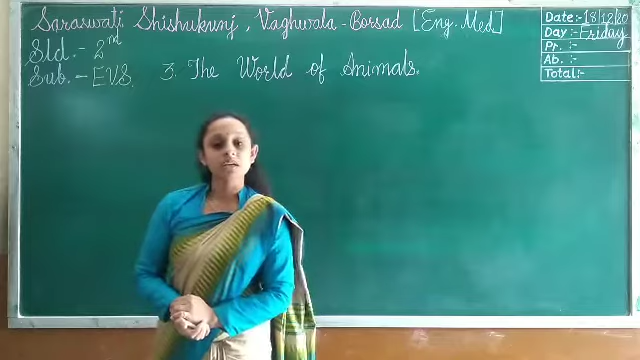 Saraswati Shishukunj, Vaghwala-Borsad [Eng. Med]
Std.- 2nd
Sub.- EVS.
3. The World of Animals.
Date:- 18/12/20
Day:- Friday
Pr. :-
Ab. :-
Total:-